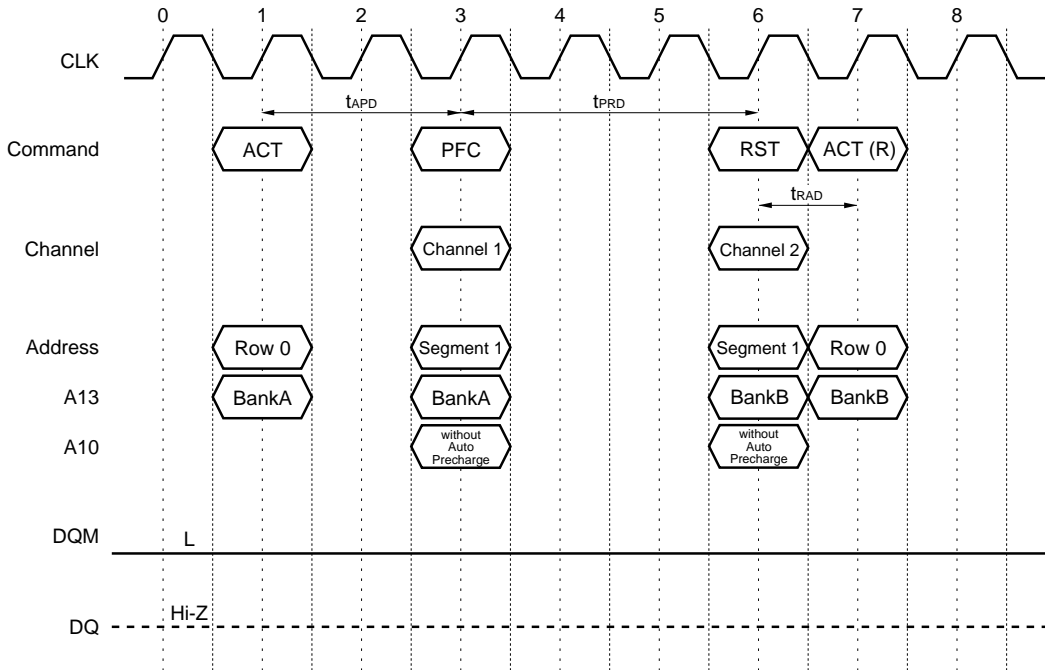 0 1 2 3 4 5 6 7 8
CLK
tAPD tPRD
Command ACT PFC RST ACT (R)
tRAD
Channel Channel 1 Channel 2
Address Row 0 Segment 1 Segment 1 Row 0
A13 BankA BankA BankB BankB
A10 without Auto Precharge without Auto Precharge
DQM L
DQ Hi-Z